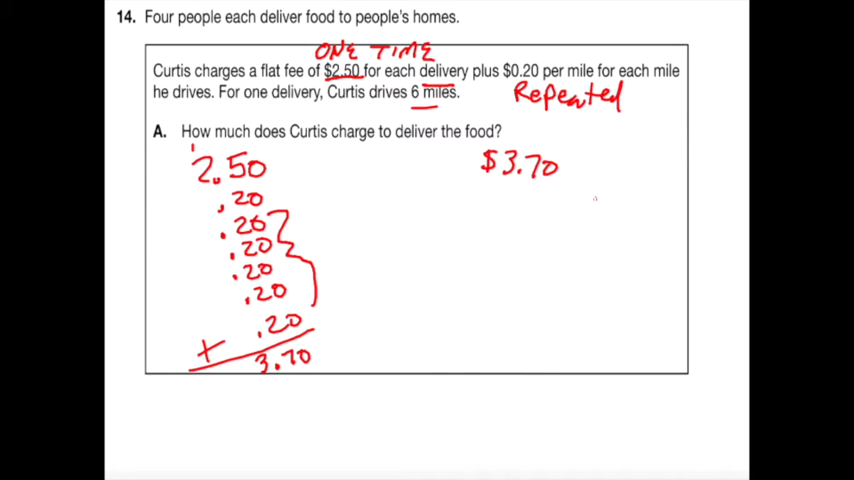 14. Four people each deliver food to people's homes.
ONE TIME
Curtis charges a flat fee of $2.50 for each delivery plus $0.20 per mile for each mile
he drives. For one delivery, Curtis drives 6 miles.
Repeated
A. How much does Curtis charge to deliver the food?
1
2.50
$3.70
.20
.20
.20
.20
.20
+ .20
3.70